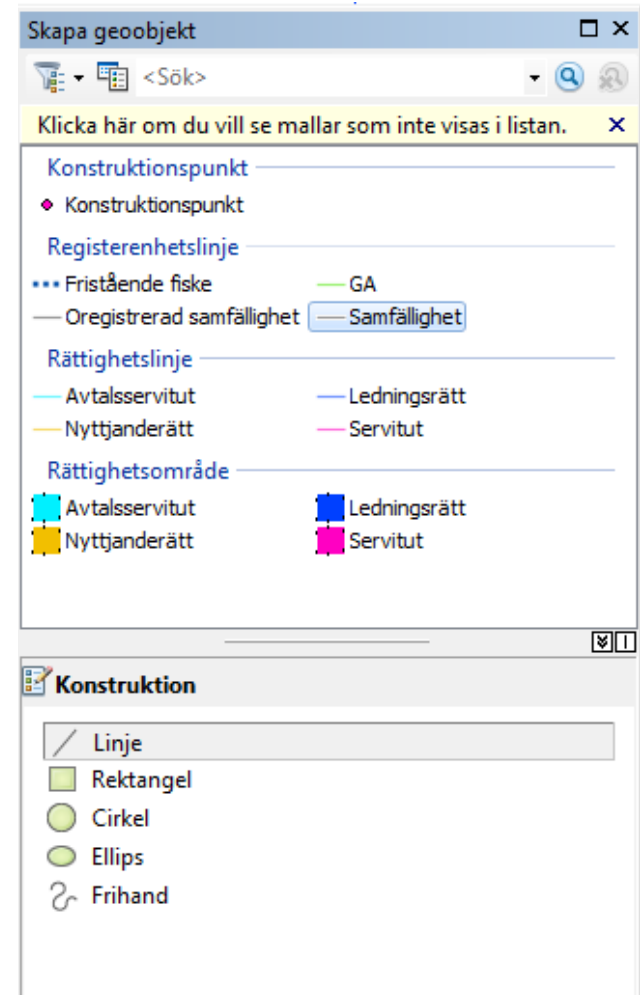 Skapa geoobjekt
<Sök>
Klicka här om du vill se mallar som inte visas i listan.
Konstruktionspunkt
Konstruktionspunkt
Registerenhetslinje
Fristående fiske GA
Oregistrerad samfällighet Samfällighet
Rättighetslinje
Avtalsservitut Ledningsrätt
Nyttjanderätt Servitut
Rättighetsområde
Avtalsservitut Ledningsrätt
Nyttjanderätt Servitut
Konstruktion
Linje
Rektangel
Cirkel
Ellips
Frihand